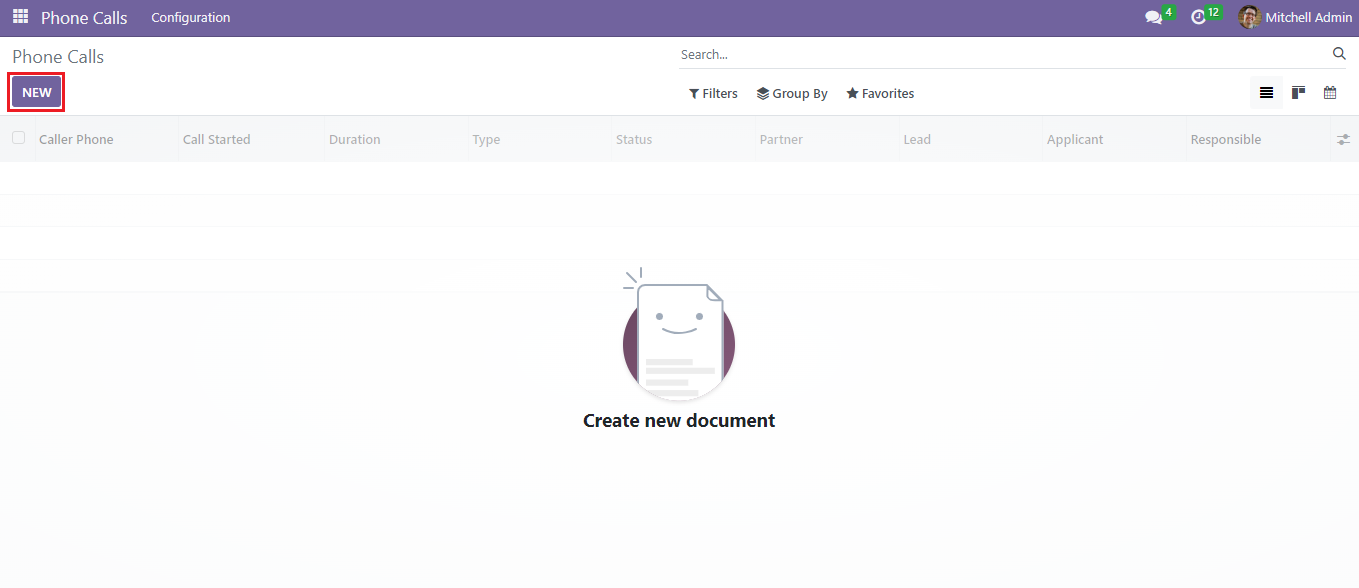 Phone Calls Configuration 4 12 Mitchell Admin
Phone Calls Search...
NEW Filters Group By Favorites
Caller Phone Call Started Duration Type Status Partner Lead Applicant Responsible
Create new document